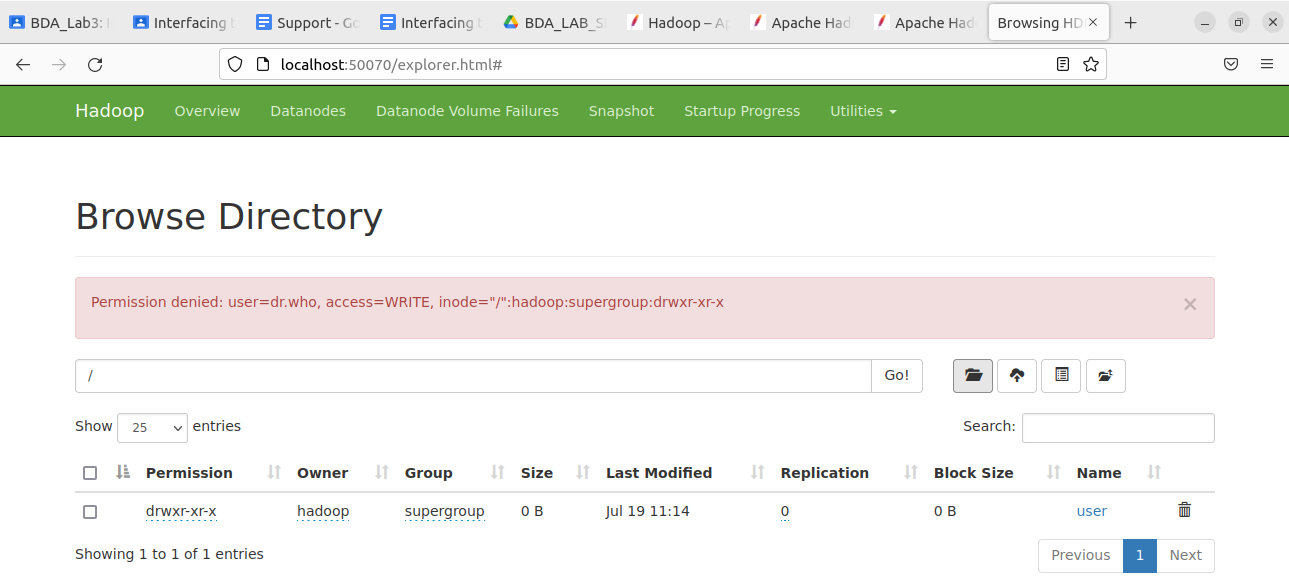 BDA_Lab3: Interfacing t Support - Go Interfacing t BDA_LAB_S Hadoop – Ap Apache Had Apache Had Browsing HD
localhost:50070/explorer.html#
Hadoop Overview Datanodes Datanode Volume Failures Snapshot Startup Progress Utilities
Browse Directory
Permission denied: user=dr.who, access=WRITE, inode="/":hadoop:supergroup:drwxr-xr-x
/ Go!
Show 25 entries Search:
Permission Owner Group Size Last Modified Replication Block Size Name
drwxr-xr-x hadoop supergroup 0 B Jul 19 11:14 0 0 B user
Showing 1 to 1 of 1 entries Previous 1 Next